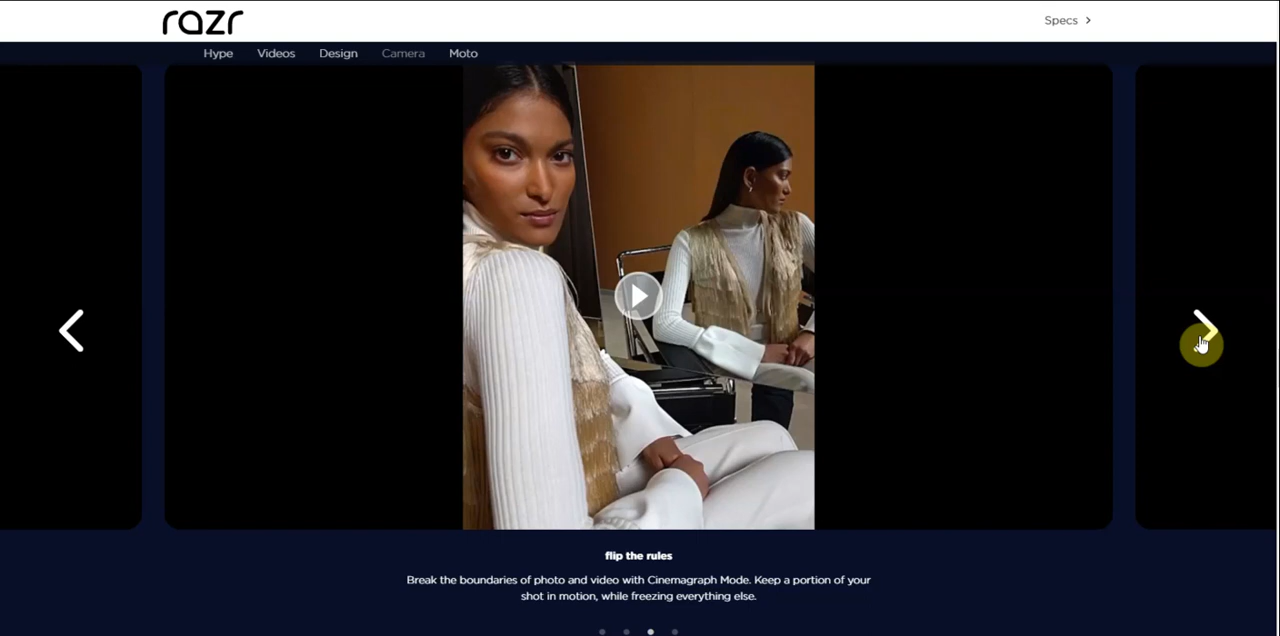 razr
Specs
Hype Videos Design Camera Moto
flip the rules
Break the boundaries of photo and video with Cinemagraph Mode. Keep a portion of your
shot in motion, while freezing everything else.